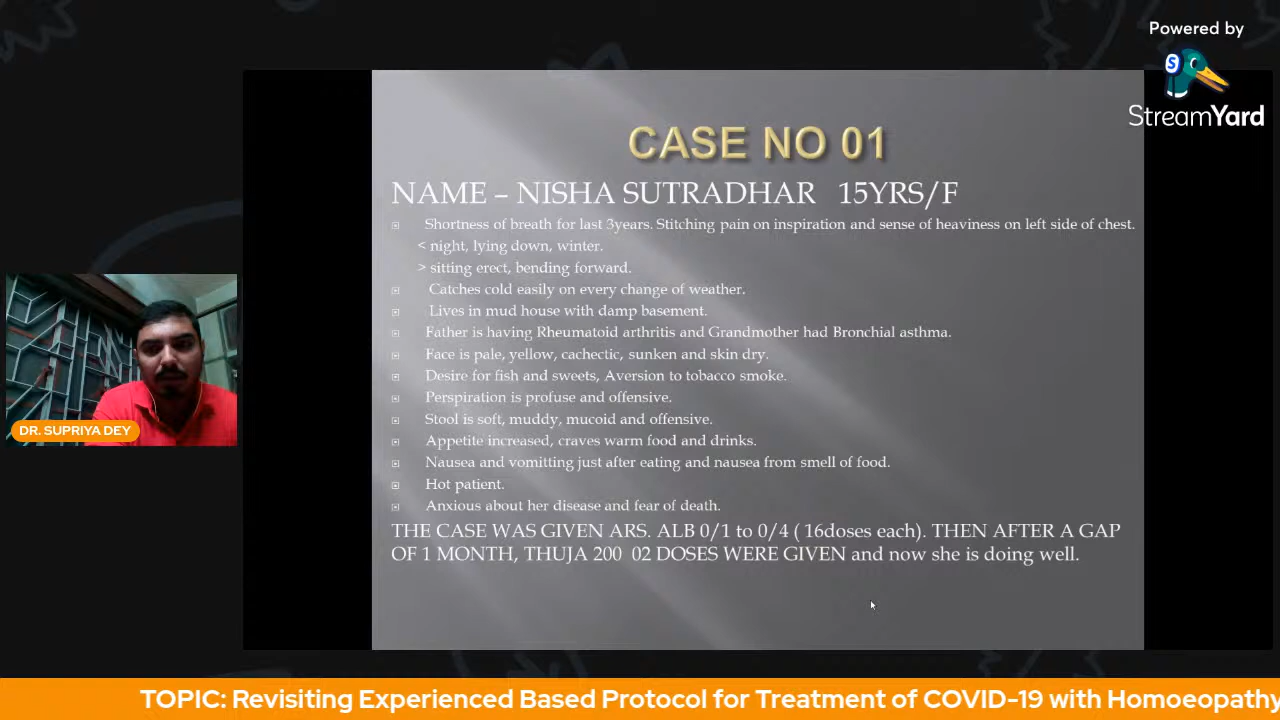 Powered by
StreamYard
CASE NO 01
NAME – NISHA SUTRADHAR 15YRS/F
Shortness of breath for last 3years. Stitching pain on inspiration and sense of heaviness on left side of chest.
< night, lying down, winter.
> sitting erect, bending forward.
Catches cold easily on every change of weather.
Lives in mud house with damp basement.
Father is having Rheumatoid arthritis and Grandmother had Bronchial asthma.
Face is pale, yellow, cachectic, sunken and skin dry.
Desire for fish and sweets, Aversion to tobacco smoke.
Perspiration is profuse and offensive.
Stool is soft, muddy, mucoid and offensive.
Appetite increased, craves warm food and drinks.
Nausea and vomitting just after eating and nausea from smell of food.
Hot patient.
Anxious about her disease and fear of death.
THE CASE WAS GIVEN ARS. ALB 0/1 to 0/4 ( 16doses each). THEN AFTER A GAP
OF 1 MONTH, THUJA 200 02 DOSES WERE GIVEN and now she is doing well.
DR. SUPRIYA DEY
TOPIC: Revisiting Experienced Based Protocol for Treatment of COVID-19 with Homoeopathy